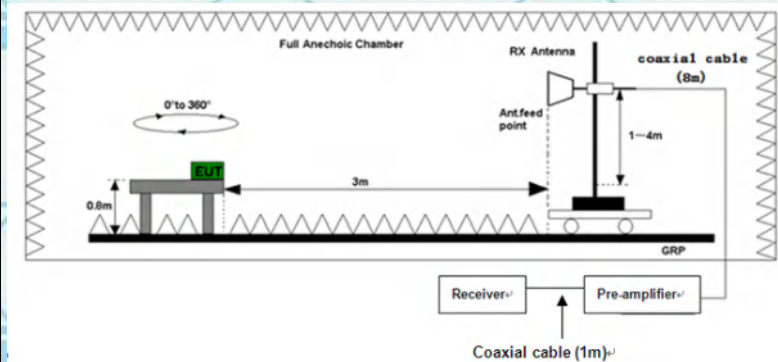 Full Anechoic Chamber
RX Antenna
coaxial cable
(8m)
0°to 360°
Ant.feed
point
1~4m
EUT
3m
0.8m
GRP
Receiver
Pre-amplifier
Coaxial cable (1m)